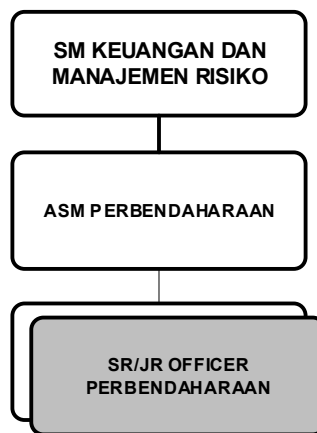 SM KEUANGAN DAN
MANAJEMEN RISIKO
ASM PERBENDAHARAAN
SR/JR OFFICER
PERBENDAHARAAN